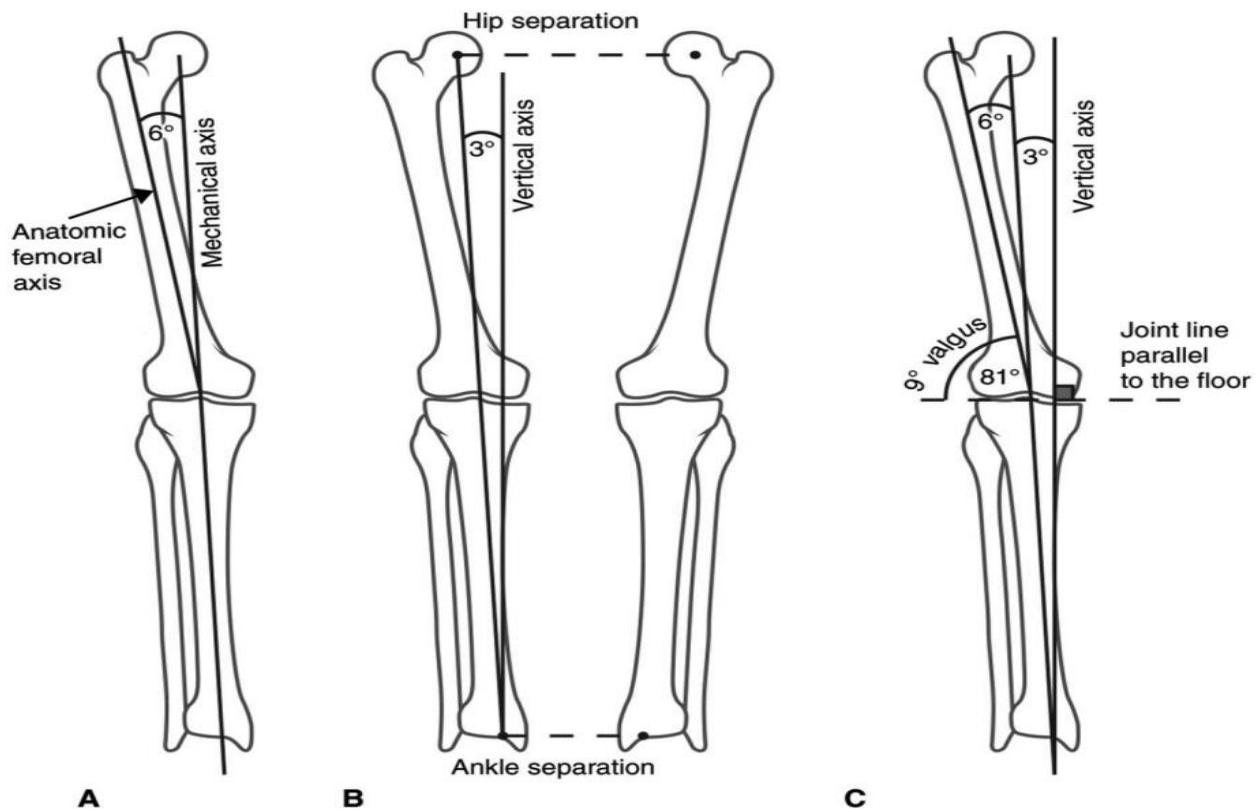 Hip separation
6°
Mechanical axis
Anatomic
femoral
axis
3°
Vertical axis
Ankle separation
6°
3°
Vertical axis
9° valgus
81°
Joint line
parallel
to the floor
A
B
C